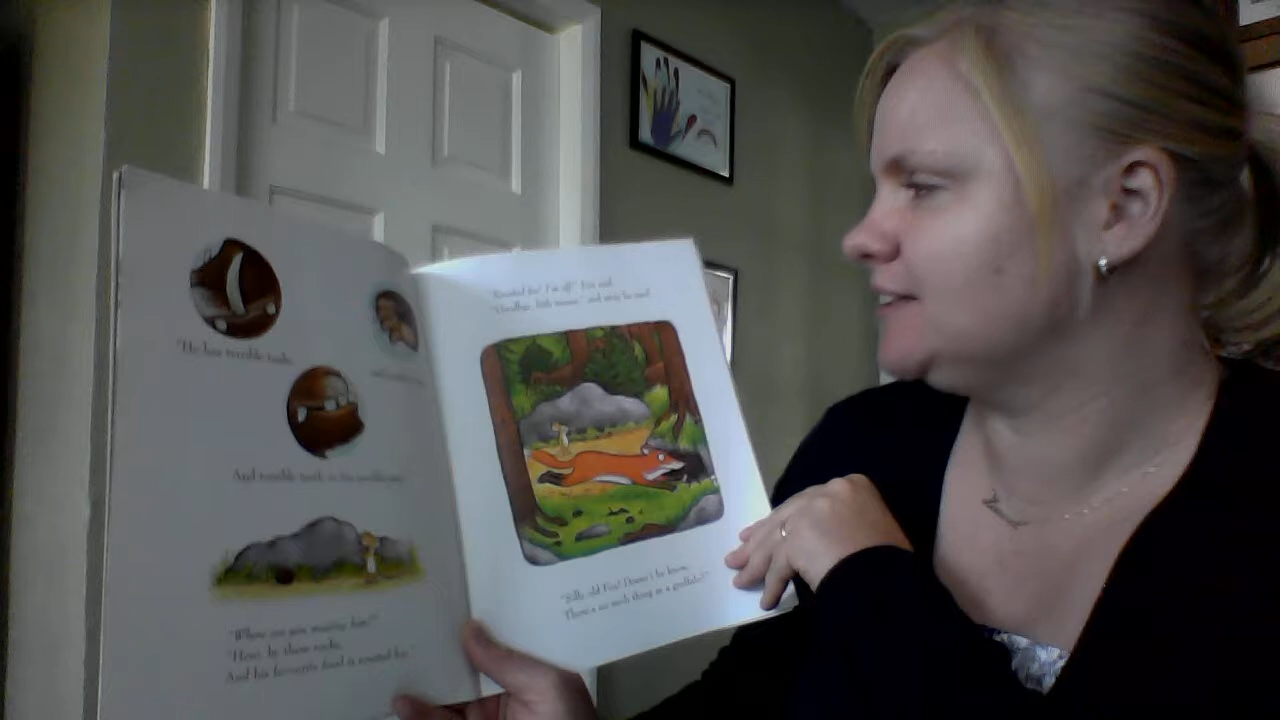 "He has terrible tusks,
And terrible teeth in his terrible
"Where are you meeting him?"
"Here, by these rocks,
And his favourite food is roasted fox."
"Roasted fox! I'm off!" Fox said.
"Goodbye, little mouse," and away he sped.
"Silly old Fox! Doesn't he know,
There's no such thing as a gruffalo?"